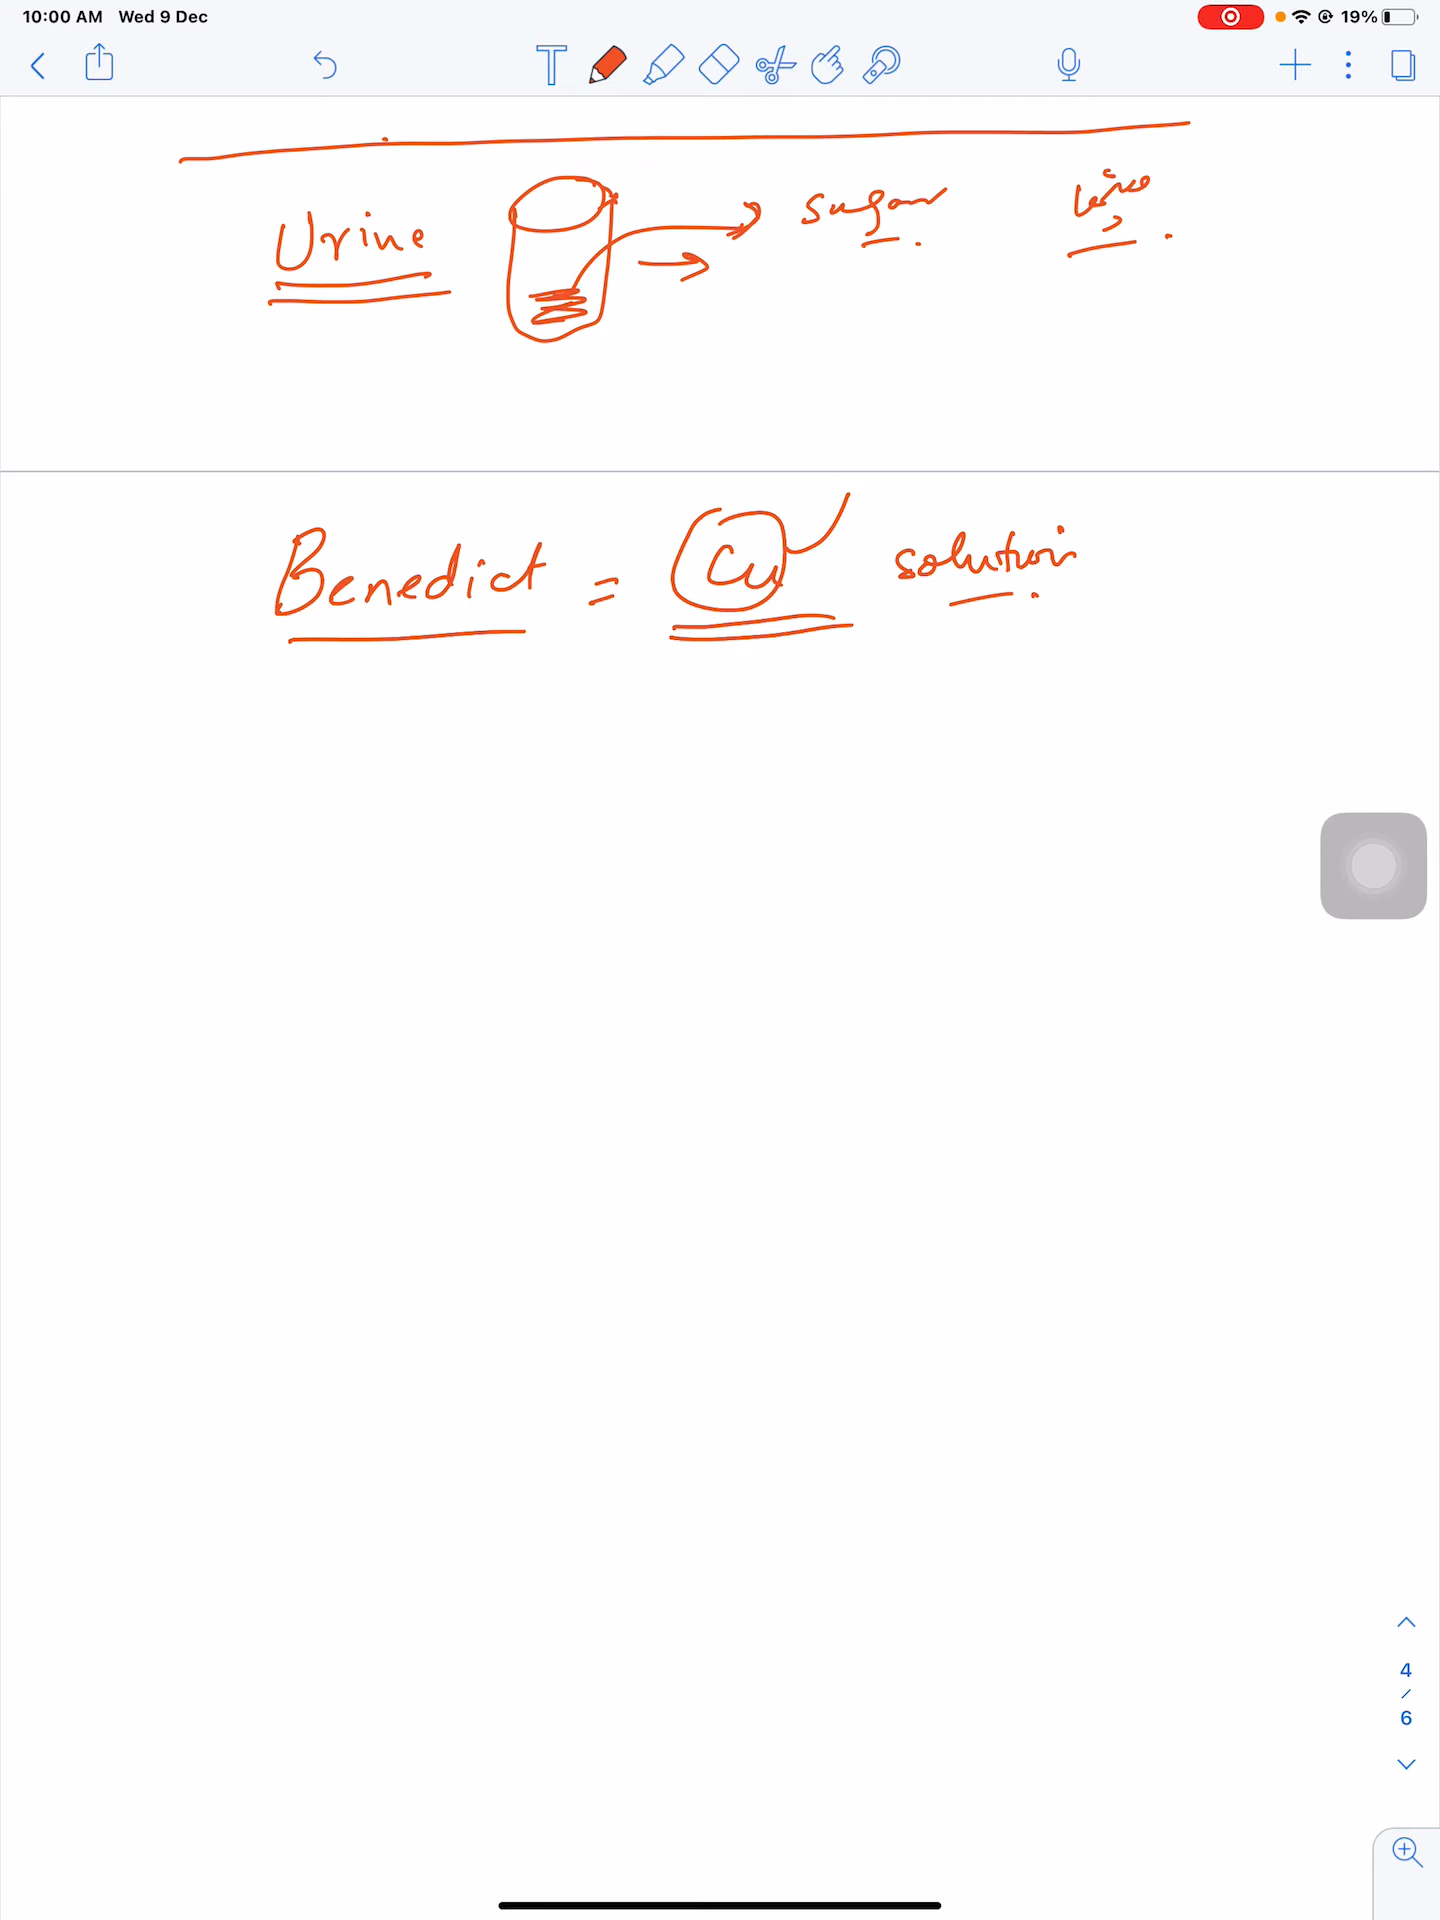 10:00 AM Wed 9 Dec 19%
T
Urine sugar
Benedict = Cu solution
4
/
6